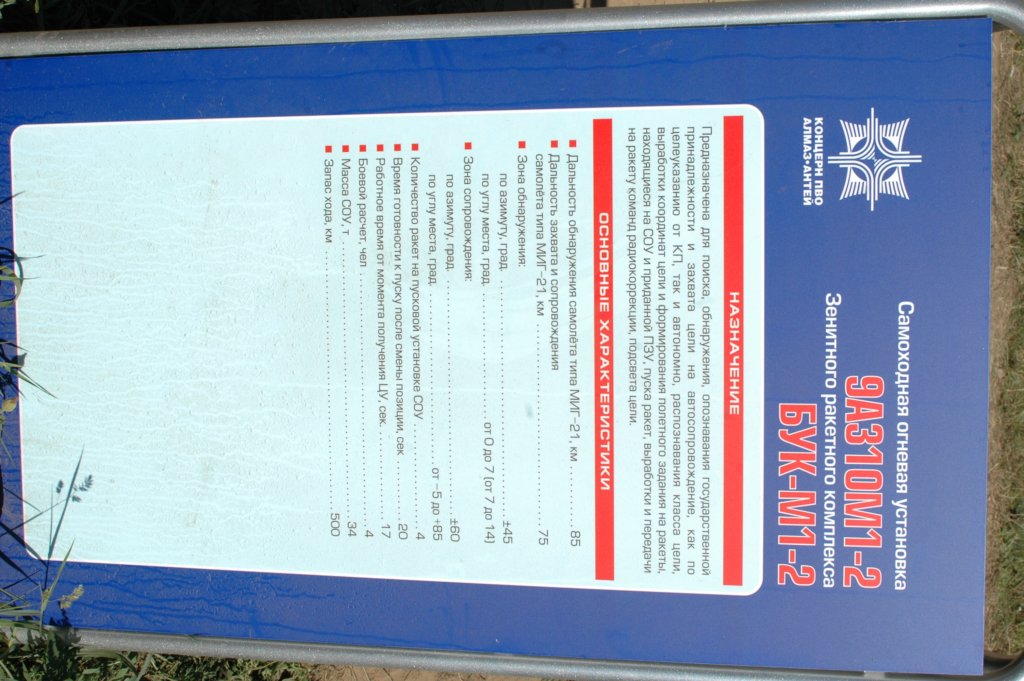 КОНЦЕРН ПВО
АЛМАЗ•АНТЕЙ
Самоходная огневая установка
9А310М1-2
Зенитного ракетного комплекса
БУК-М1-2
НАЗНАЧЕНИЕ
Предназначена для поиска, обнаружения, опознавания государственной
принадлежности и захвата цели на автосопровождение, как по
целеуказанию от КП, так и автономно, распознавания класса цели,
выработки координат цели и формирования полетного задания на ракеты,
находящиеся на СОУ и приданной ПЗУ, пуска ракет, выработки и передачи
на ракету команд радиокоррекции, подсвета цели.
ОСНОВНЫЕ ХАРАКТЕРИСТИКИ
Дальность обнаружения самолёта типа МИГ–21, км ........ 85
Дальность захвата и сопровождения
самолёта типа МИГ–21, км ........ 75
Зона обнаружения:
по азимуту, град. ........ ±45
по углу места, град. ........ от 0 до 7 (от 7 до 14)
Зона сопровождения:
по азимуту, град. ........ ±60
по углу места, град. ........ от –5 до +85
Количество ракет на пусковой установке СОУ ........ 4
Время готовности к пуску после смены позиции, сек ........ 20
Работное время от момента получения ЦУ, сек. ........ 17
Боевой расчет, чел ........ 4
Масса СОУ, т ........ 34
Запас хода, км ........ 500